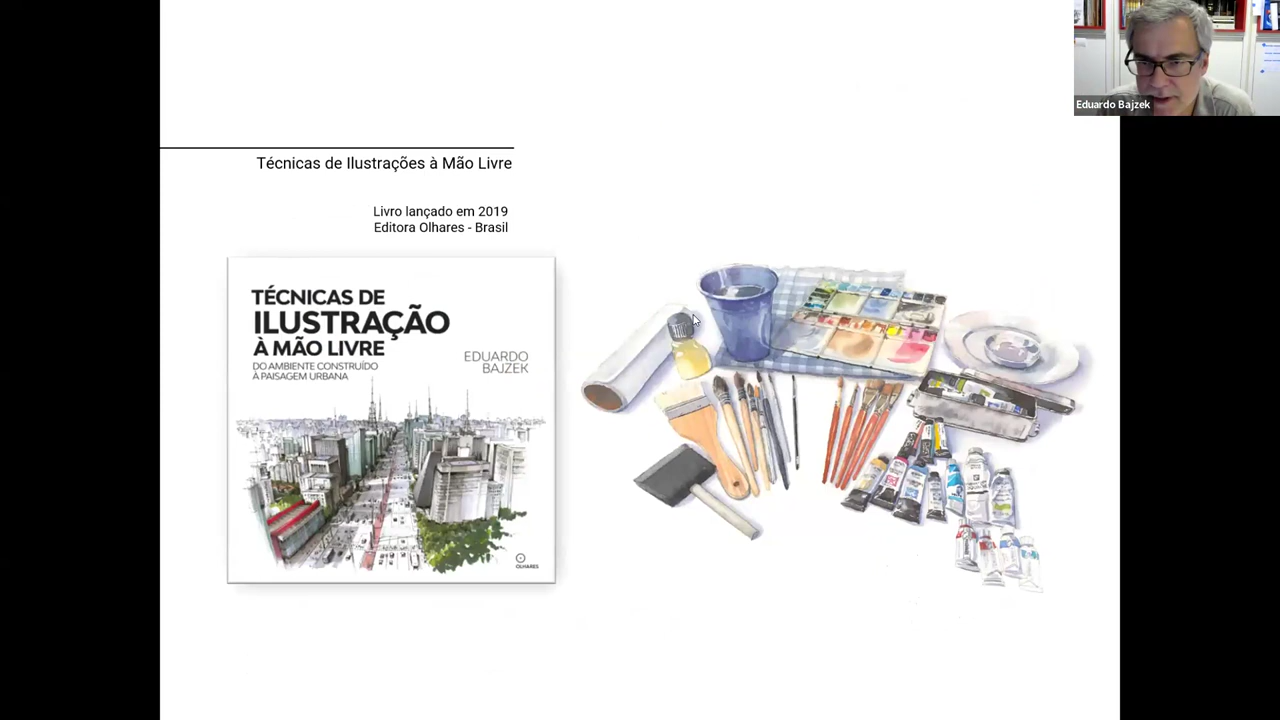 Eduardo Bajzek
Técnicas de Ilustrações à Mão Livre
Livro lançado em 2019
Editora Olhares - Brasil
TÉCNICAS DE
ILUSTRAÇÃO
À MÃO LIVRE
DO AMBIENTE CONSTRUÍDO
À PAISAGEM URBANA
EDUARDO
BAJZEK
OLHARES